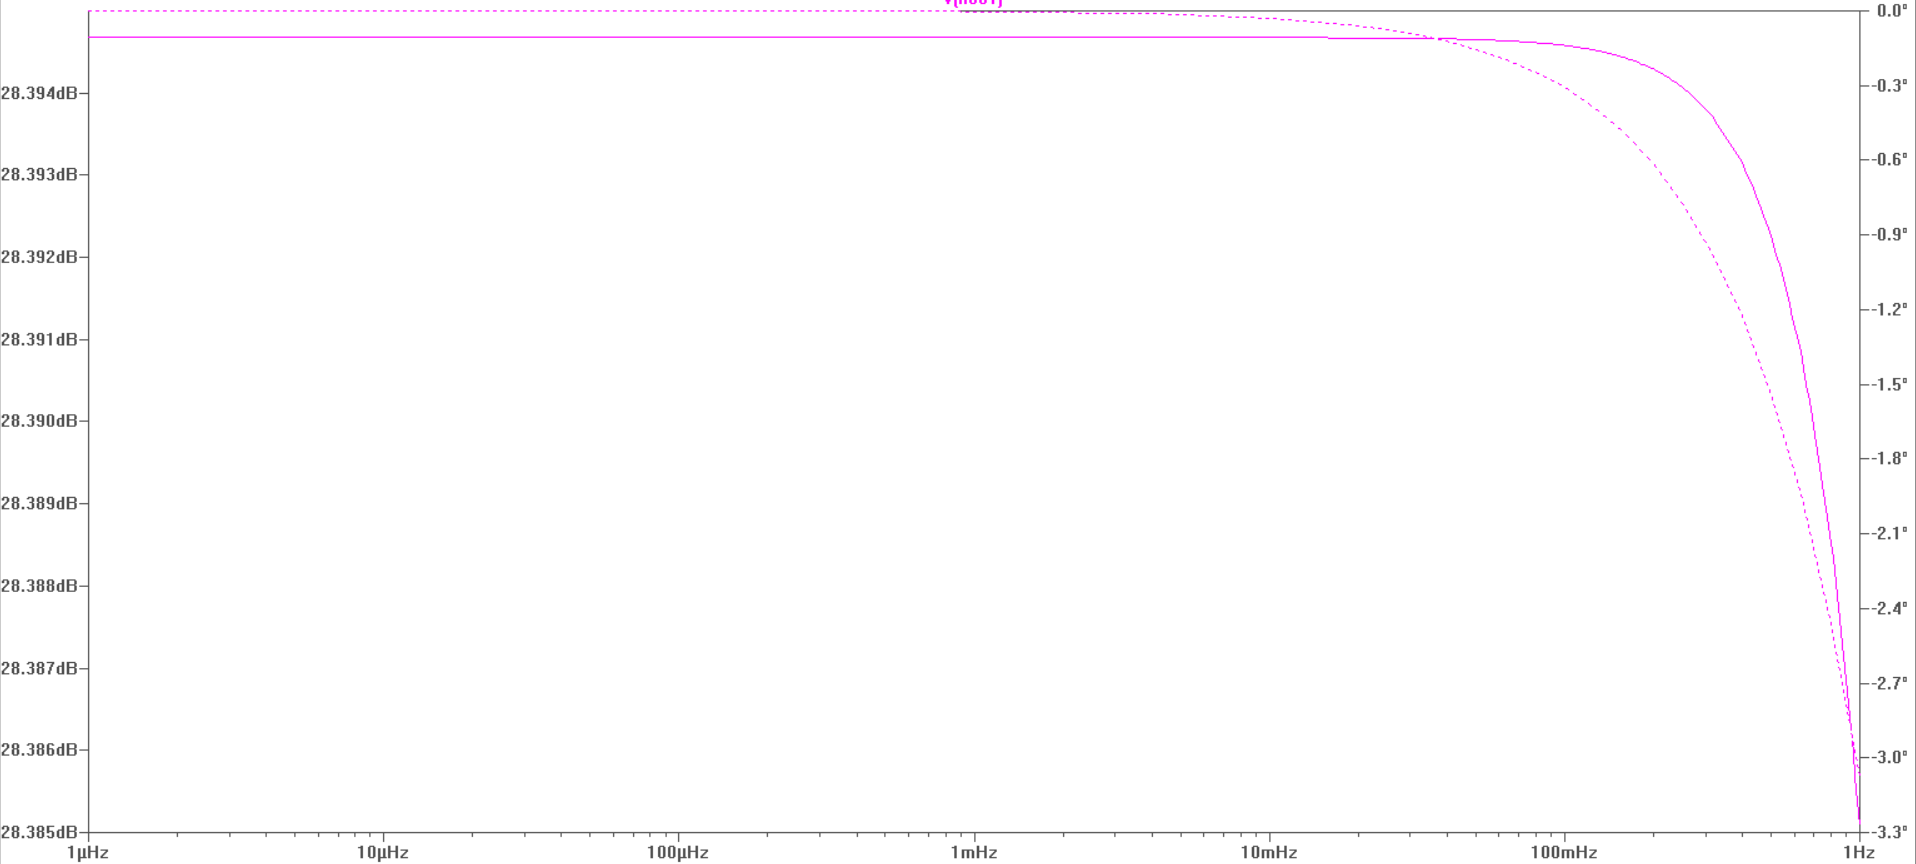 V(n001)
0.0°
28.394dB
-0.3°
28.393dB
-0.6°
28.392dB
-0.9°
28.391dB
-1.2°
28.390dB
-1.5°
28.389dB
-1.8°
28.388dB
-2.1°
28.387dB
-2.4°
28.386dB
-2.7°
28.385dB
-3.0°
-3.3°
1µHz 10µHz 100µHz 1mHz 10mHz 100mHz 1Hz